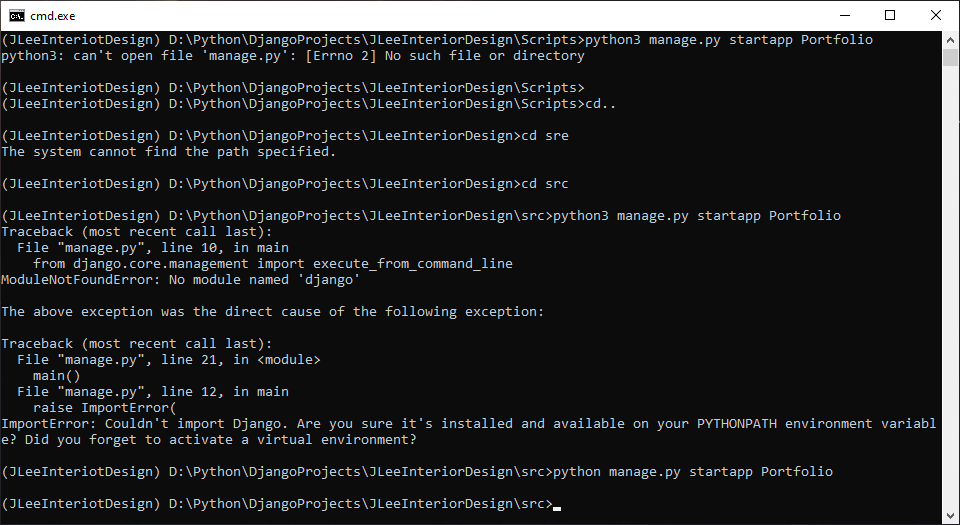 cmd.exe
(JLeeInteriotDesign) D:\Python\DjangoProjects\JLeeInteriorDesign\Scripts>python3 manage.py startapp Portfolio
python3: can't open file 'manage.py': [Errno 2] No such file or directory
(JLeeInteriotDesign) D:\Python\DjangoProjects\JLeeInteriorDesign\Scripts>
(JLeeInteriotDesign) D:\Python\DjangoProjects\JLeeInteriorDesign\Scripts>cd..
(JLeeInteriotDesign) D:\Python\DjangoProjects\JLeeInteriorDesign>cd sre
The system cannot find the path specified.
(JLeeInteriotDesign) D:\Python\DjangoProjects\JLeeInteriorDesign>cd src
(JLeeInteriotDesign) D:\Python\DjangoProjects\JLeeInteriorDesign\src>python3 manage.py startapp Portfolio
Traceback (most recent call last):
  File "manage.py", line 10, in main
    from django.core.management import execute_from_command_line
ModuleNotFoundError: No module named 'django'
The above exception was the direct cause of the following exception:
Traceback (most recent call last):
  File "manage.py", line 21, in <module>
    main()
  File "manage.py", line 12, in main
    raise ImportError(
ImportError: Couldn't import Django. Are you sure it's installed and available on your PYTHONPATH environment variabl
e? Did you forget to activate a virtual environment?
(JLeeInteriotDesign) D:\Python\DjangoProjects\JLeeInteriorDesign\src>python manage.py startapp Portfolio
(JLeeInteriotDesign) D:\Python\DjangoProjects\JLeeInteriorDesign\src>